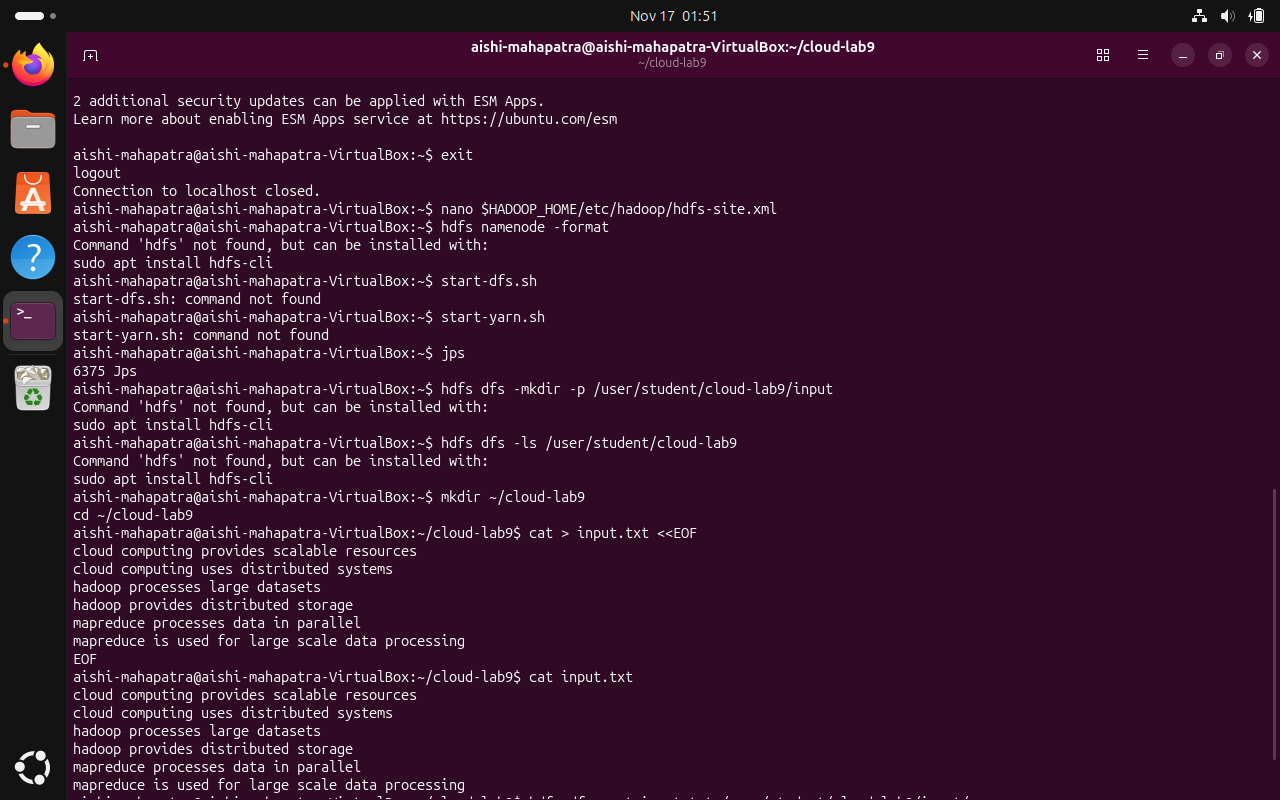 Nov 17 01:51
aishi-mahapatra@aishi-mahapatra-VirtualBox:~/cloud-lab9
~/cloud-lab9
2 additional security updates can be applied with ESM Apps.
Learn more about enabling ESM Apps service at https://ubuntu.com/esm
aishi-mahapatra@aishi-mahapatra-VirtualBox:~$ exit
logout
Connection to localhost closed.
aishi-mahapatra@aishi-mahapatra-VirtualBox:~$ nano $HADOOP_HOME/etc/hadoop/hdfs-site.xml
aishi-mahapatra@aishi-mahapatra-VirtualBox:~$ hdfs namenode -format
Command 'hdfs' not found, but can be installed with:
sudo apt install hdfs-cli
aishi-mahapatra@aishi-mahapatra-VirtualBox:~$ start-dfs.sh
start-dfs.sh: command not found
aishi-mahapatra@aishi-mahapatra-VirtualBox:~$ start-yarn.sh
start-yarn.sh: command not found
aishi-mahapatra@aishi-mahapatra-VirtualBox:~$ jps
6375 Jps
aishi-mahapatra@aishi-mahapatra-VirtualBox:~$ hdfs dfs -mkdir -p /user/student/cloud-lab9/input
Command 'hdfs' not found, but can be installed with:
sudo apt install hdfs-cli
aishi-mahapatra@aishi-mahapatra-VirtualBox:~$ hdfs dfs -ls /user/student/cloud-lab9
Command 'hdfs' not found, but can be installed with:
sudo apt install hdfs-cli
aishi-mahapatra@aishi-mahapatra-VirtualBox:~$ mkdir ~/cloud-lab9
cd ~/cloud-lab9
aishi-mahapatra@aishi-mahapatra-VirtualBox:~/cloud-lab9$ cat > input.txt <<EOF
cloud computing provides scalable resources
cloud computing uses distributed systems
hadoop processes large datasets
hadoop provides distributed storage
mapreduce processes data in parallel
mapreduce is used for large scale data processing
EOF
aishi-mahapatra@aishi-mahapatra-VirtualBox:~/cloud-lab9$ cat input.txt
cloud computing provides scalable resources
cloud computing uses distributed systems
hadoop processes large datasets
hadoop provides distributed storage
mapreduce processes data in parallel
mapreduce is used for large scale data processing